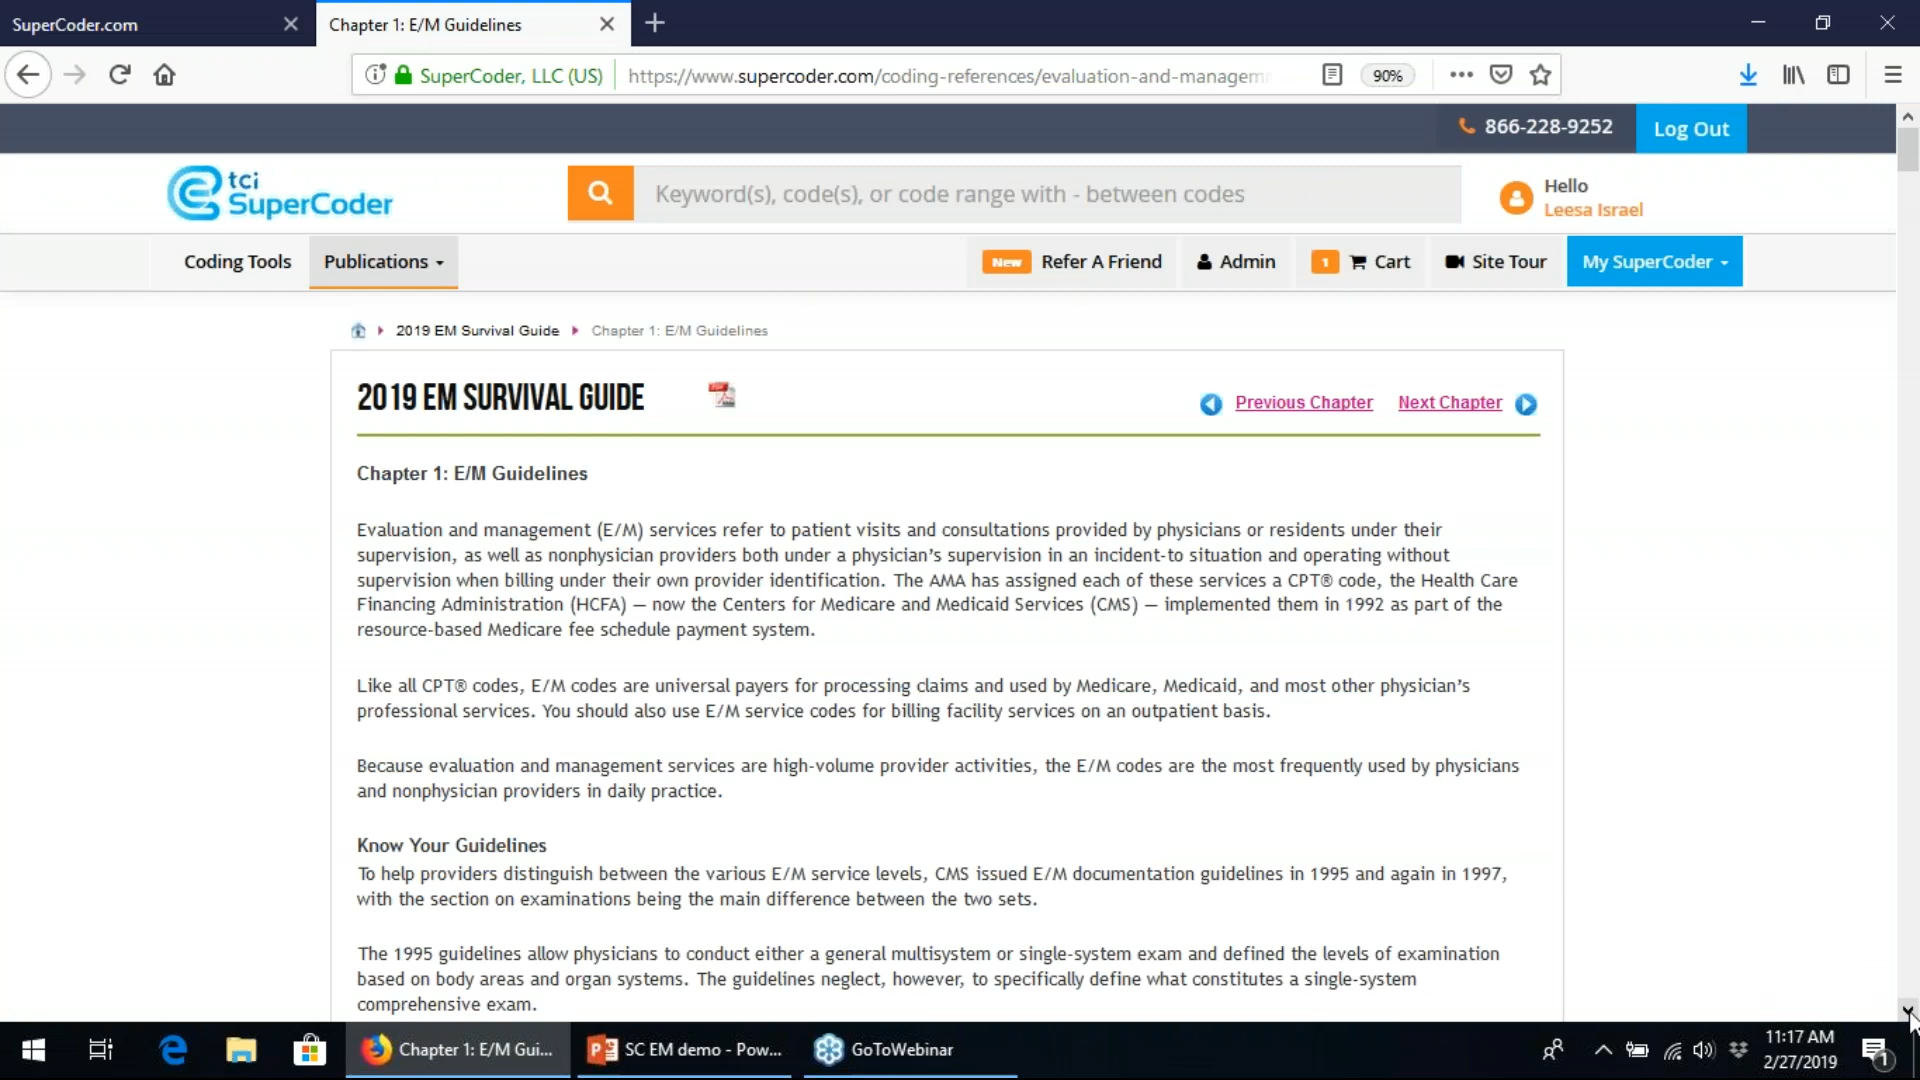 SuperCoder.com
Chapter 1: E/M Guidelines
SuperCoder, LLC (US)
https://www.supercoder.com/coding-references/evaluation-and-managem
90%
866-228-9252
Log Out
tci
SuperCoder
Keyword(s), code(s), or code range with - between codes
Hello
Leesa Israel
Coding Tools
Publications
New Refer A Friend
Admin
1 Cart
Site Tour
My SuperCoder
2019 EM Survival Guide
Chapter 1: E/M Guidelines
2019 EM SURVIVAL GUIDE
Previous Chapter
Next Chapter
Chapter 1: E/M Guidelines
Evaluation and management (E/M) services refer to patient visits and consultations provided by physicians or residents under their
supervision, as well as nonphysician providers both under a physician’s supervision in an incident-to situation and operating without
supervision when billing under their own provider identification. The AMA has assigned each of these services a CPT® code, the Health Care
Financing Administration (HCFA) — now the Centers for Medicare and Medicaid Services (CMS) — implemented them in 1992 as part of the
resource-based Medicare fee schedule payment system.
Like all CPT® codes, E/M codes are universal payers for processing claims and used by Medicare, Medicaid, and most other physician’s
professional services. You should also use E/M service codes for billing facility services on an outpatient basis.
Because evaluation and management services are high-volume provider activities, the E/M codes are the most frequently used by physicians
and nonphysician providers in daily practice.
Know Your Guidelines
To help providers distinguish between the various E/M service levels, CMS issued E/M documentation guidelines in 1995 and again in 1997,
with the section on examinations being the main difference between the two sets.
The 1995 guidelines allow physicians to conduct either a general multisystem or single-system exam and defined the levels of examination
based on body areas and organ systems. The guidelines neglect, however, to specifically define what constitutes a single-system
comprehensive exam.
Chapter 1: E/M Gui...
SC EM demo - Pow...
GoToWebinar
11:17 AM
2/27/2019
1